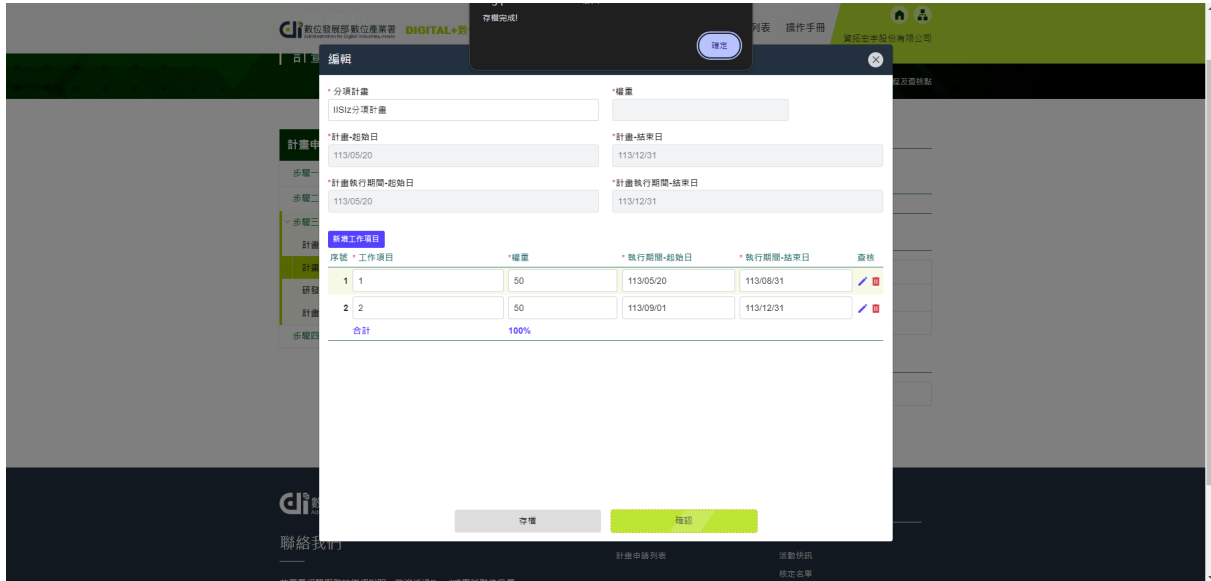 數位發展部數位產業署 DIGITAL+數
存檔完成!
確定
列表 操作手冊
資拓宏宇股份有限公司
編輯
程及查核點
* 分項計畫
*權重
IISIz分項計畫
*計畫-起始日
*計畫-結束日
113/05/20
113/12/31
*計畫執行期間-起始日
*計畫執行期間-結束日
113/05/20
113/12/31
計畫申
步驟一
步驟二
步驟三
計畫
計畫
研發
計畫
步驟四
新增工作項目
序號 * 工作項目 *權重 * 執行期間-起始日 * 執行期間-結束日 查核
1 1 50 113/05/20 113/08/31
2 2 50 113/09/01 113/12/31
合計 100%
存檔
確認
聯絡我們
計畫申請列表
活動快訊
核定名單